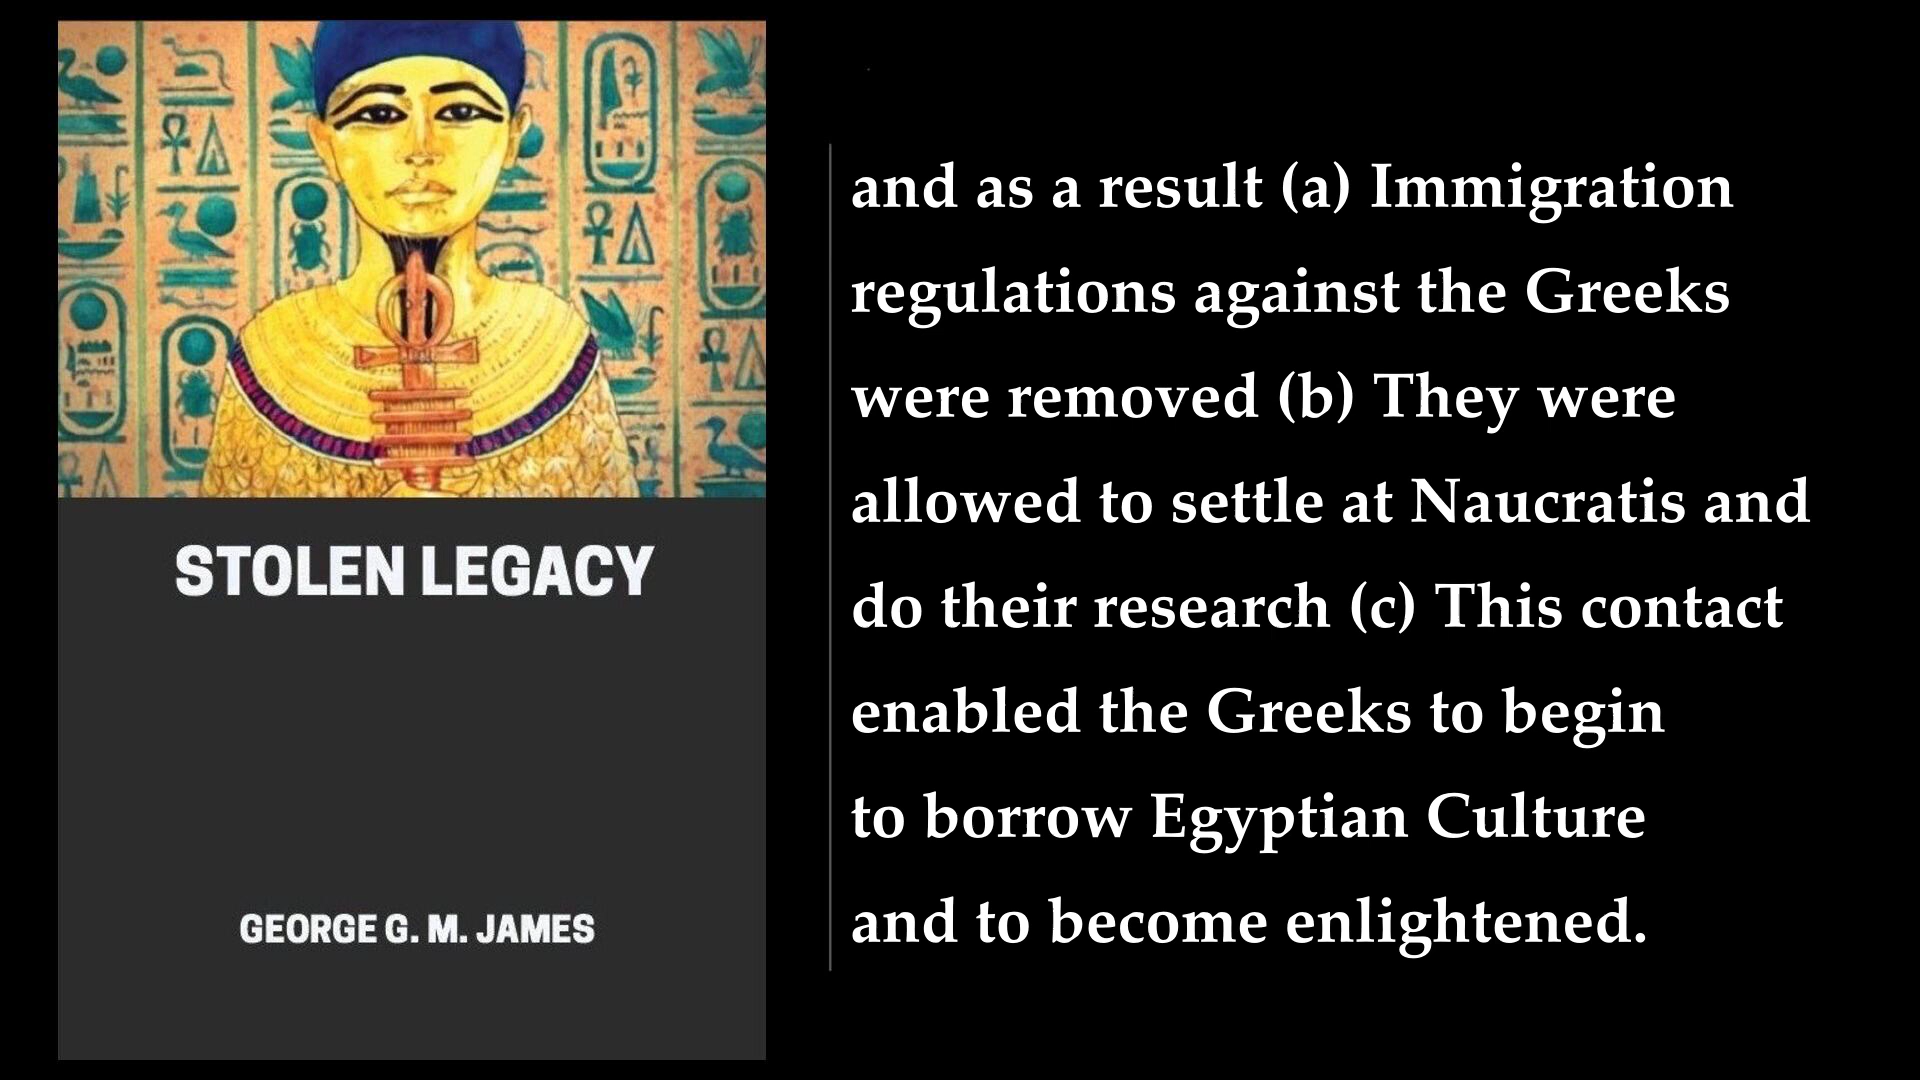 STOLEN LEGACY
GEORGE G. M. JAMES
and as a result (a) Immigration
regulations against the Greeks
were removed (b) They were
allowed to settle at Naucratis and
do their research (c) This contact
enabled the Greeks to begin
to borrow Egyptian Culture
and to become enlightened.